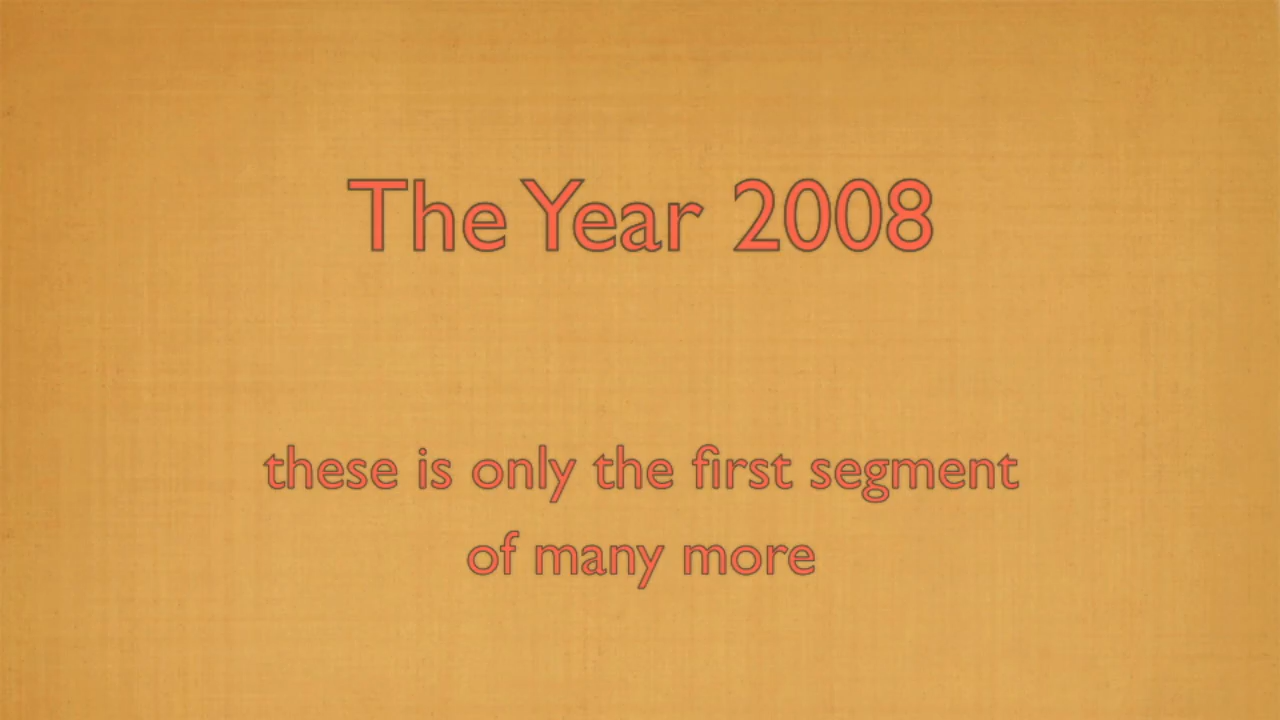 The Year 2008
these is only the first segment
of many more